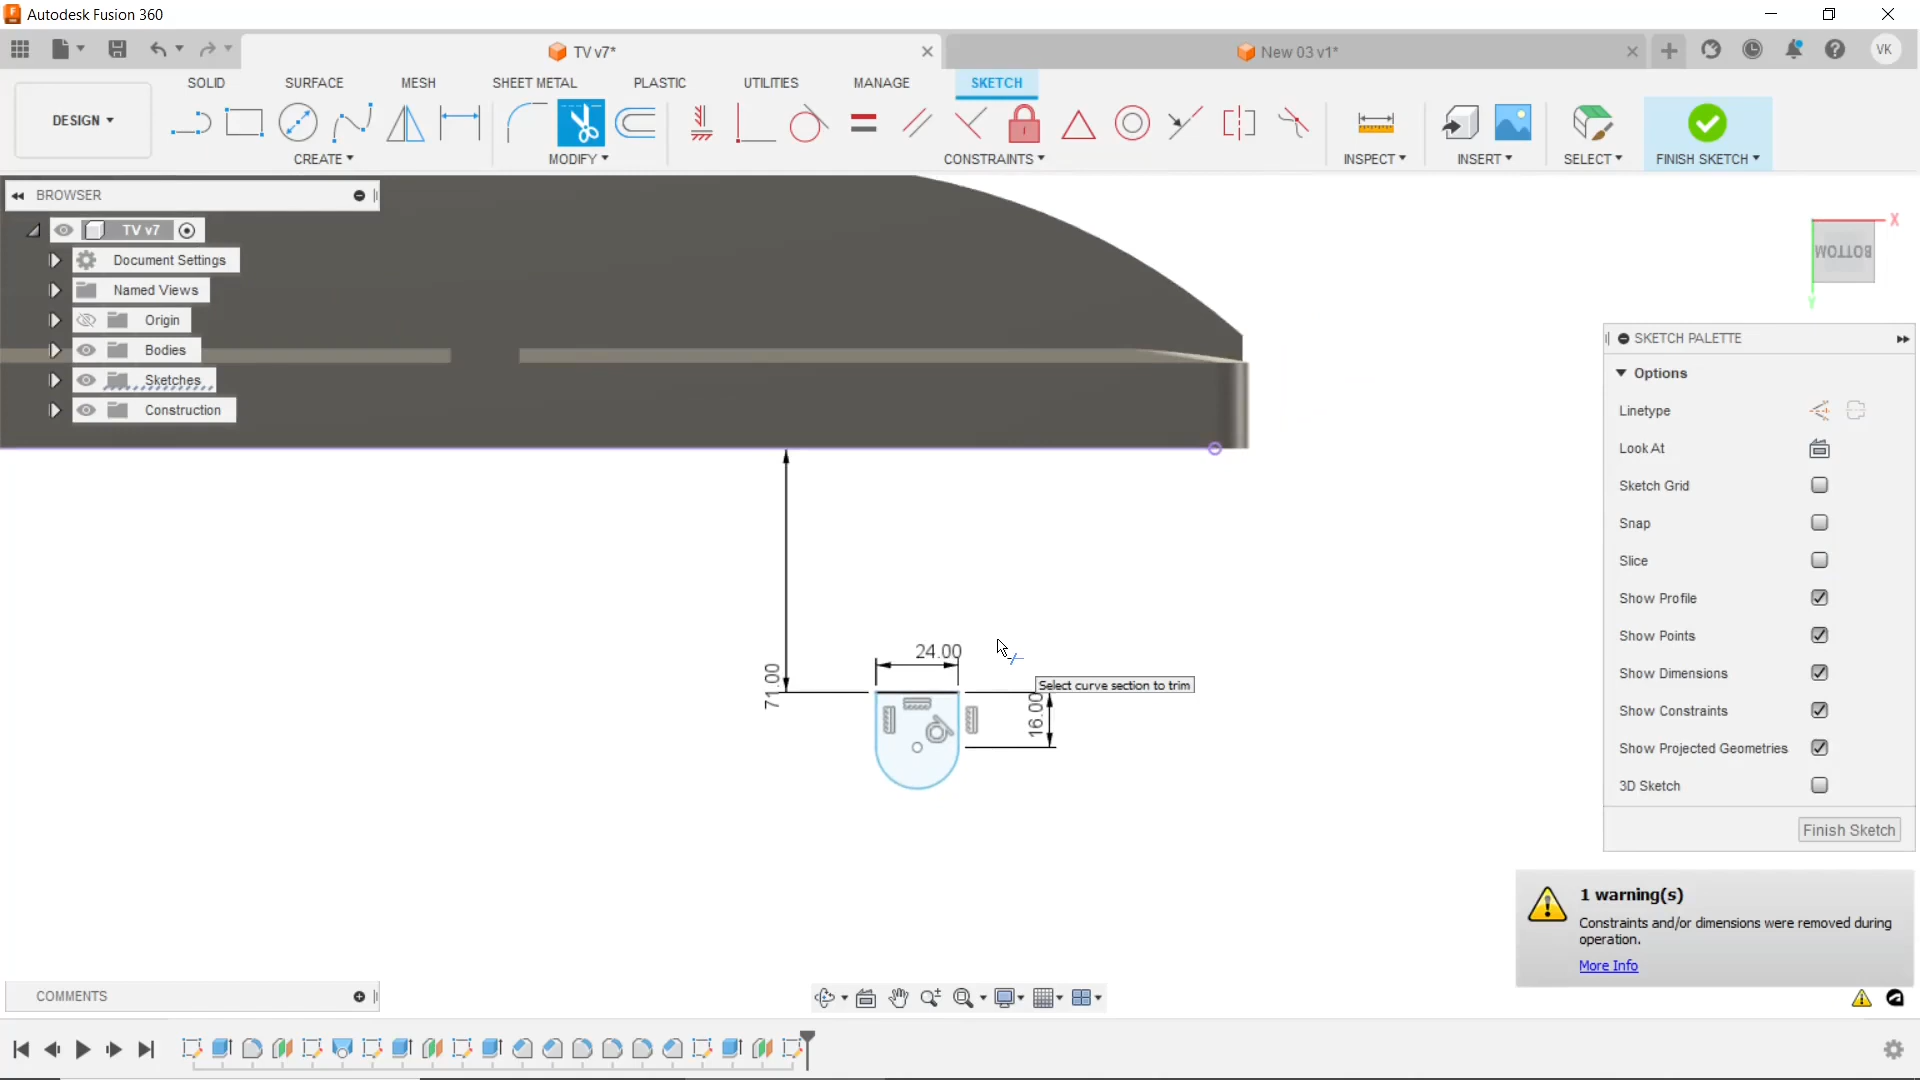 Autodesk Fusion 360
TV v7*
New 03 v1*
VK
DESIGN
SOLID
SURFACE
MESH
SHEET METAL
PLASTIC
UTILITIES
MANAGE
SKETCH
CREATE
MODIFY
CONSTRAINTS
INSPECT
INSERT
SELECT
FINISH SKETCH
BROWSER
TV v7
Document Settings
Named Views
Origin
Bodies
Sketches
Construction
X
BOTTOM
Y
SKETCH PALETTE
Options
Linetype
Look At
Sketch Grid
Snap
Slice
Show Profile
Show Points
Show Dimensions
Show Constraints
Show Projected Geometries
3D Sketch
Finish Sketch
24.00
71.00
16.00
Select curve section to trim
1 warning(s)
Constraints and/or dimensions were removed during
operation.
More Info
COMMENTS